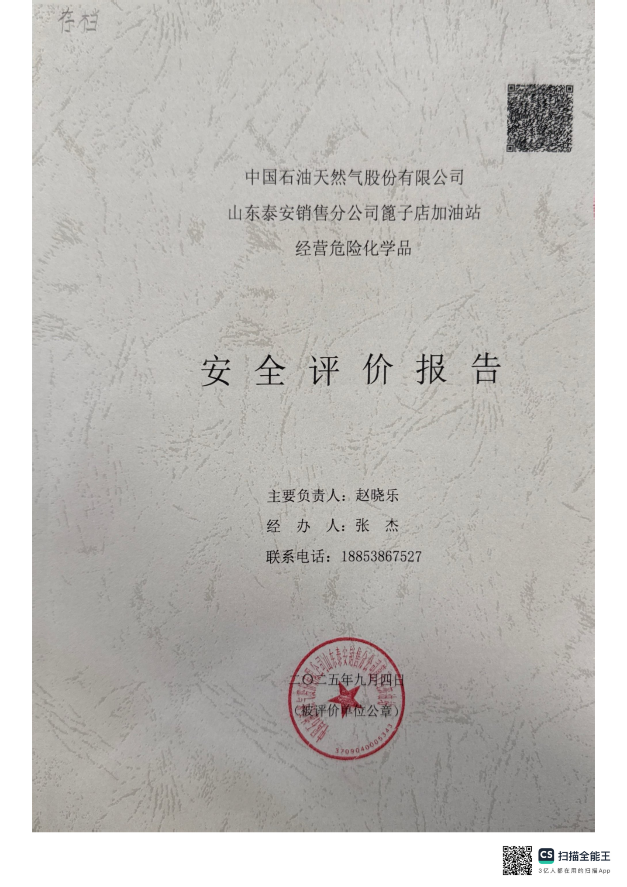 存档
中国石油天然气股份有限公司
山东泰安销售分公司篦子店加油站
经营危险化学品
安全评价报告
主要负责人：赵晓乐
经 办 人：张 杰
联系电话：18853867527
二〇二五年九月四日
（被评价单位公章）
3709040005343
CS 扫描全能王
3亿人都在用的扫描App